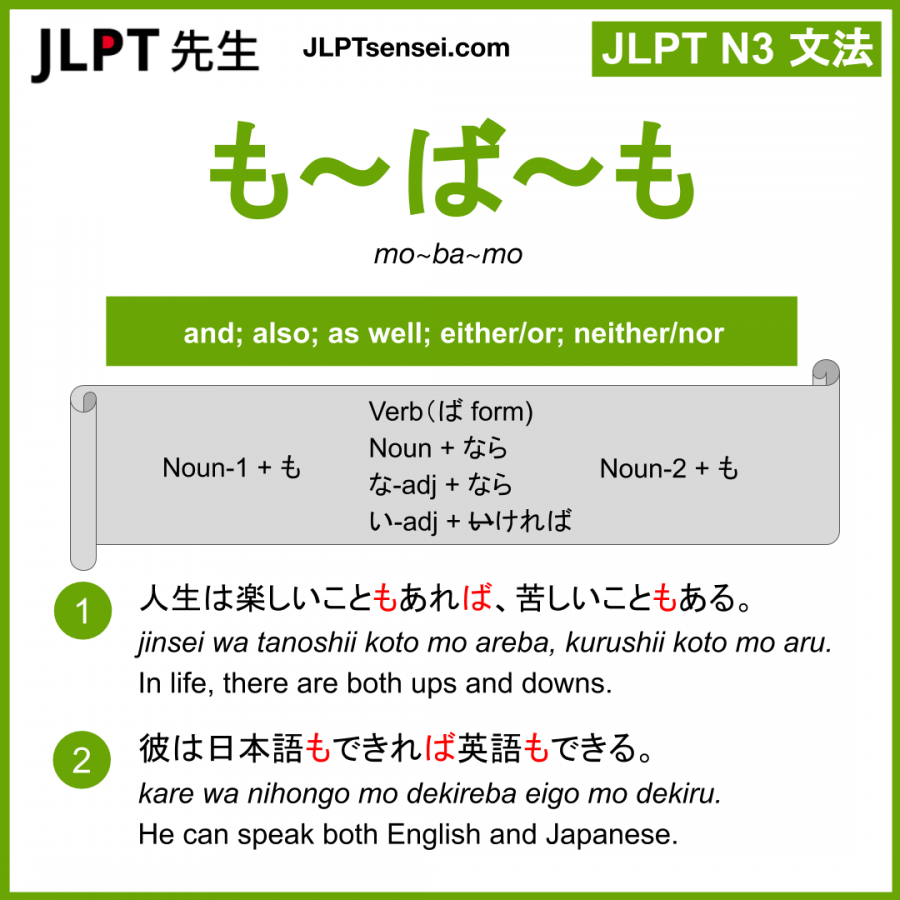 JLPT 先生
JLPTsensei.com
JLPT N3 文法
も～ば～も
mo~ba~mo
and; also; as well; either/or; neither/nor
Noun-1 + も
Verb（ば form)
Noun + なら
な-adj + なら
い-adj + いければ
Noun-2 + も
1
人生は楽しいこともあれば、苦しいこともある。
jinsei wa tanoshii koto mo areba, kurushii koto mo aru.
In life, there are both ups and downs.
2
彼は日本語もできれば英語もできる。
kare wa nihongo mo dekireba eigo mo dekiru.
He can speak both English and Japanese.